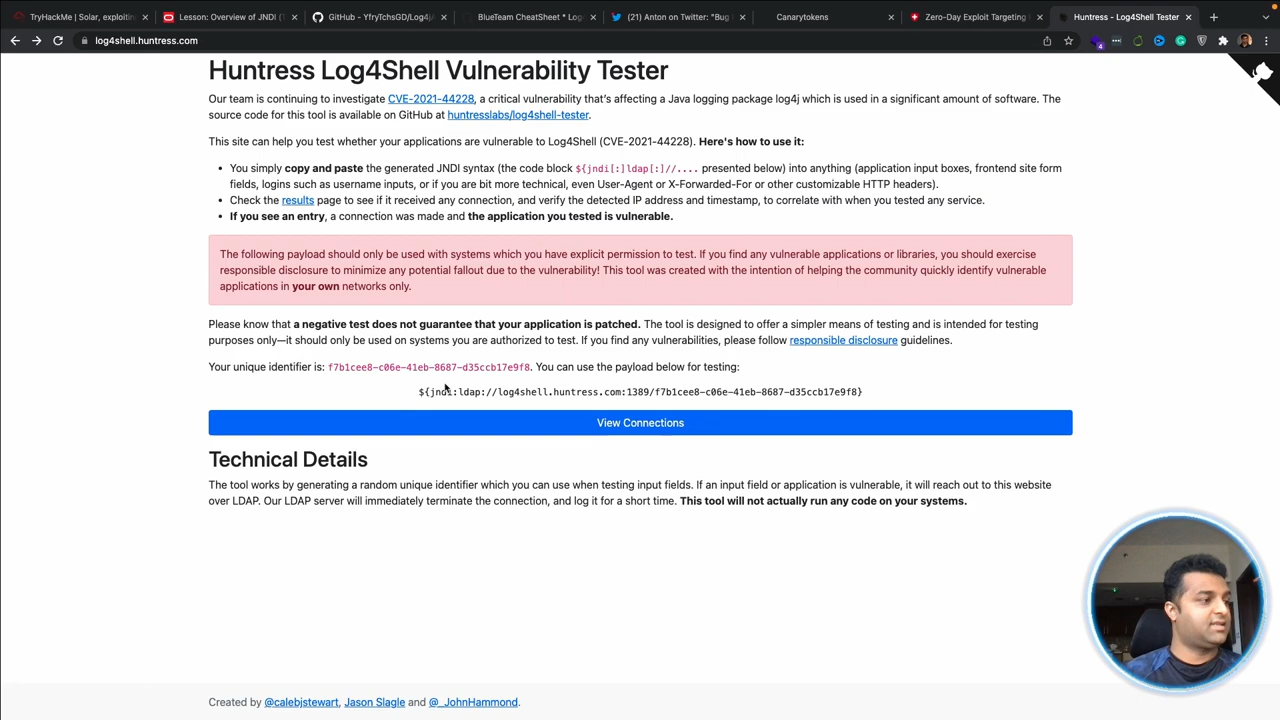 TryHackMe | Solar, exploitin
Lesson: Overview of JNDI (T
GitHub - YfryTchsGD/Log4jA
BlueTeam CheatSheet * Log
(21) Anton on Twitter: "Bug
Canarytokens
Zero-Day Exploit Targeting
Huntress - Log4Shell Tester
log4shell.huntress.com
Huntress Log4Shell Vulnerability Tester
Our team is continuing to investigate CVE-2021-44228, a critical vulnerability that's affecting a Java logging package log4j which is used in a significant amount of software. The
source code for this tool is available on GitHub at huntresslabs/log4shell-tester.
This site can help you test whether your applications are vulnerable to Log4Shell (CVE-2021-44228). Here's how to use it:
• You simply copy and paste the generated JNDI syntax (the code block ${jndi[:]ldap[:]//.... presented below) into anything (application input boxes, frontend site form
fields, logins such as username inputs, or if you are bit more technical, even User-Agent or X-Forwarded-For or other customizable HTTP headers).
• Check the results page to see if it received any connection, and verify the detected IP address and timestamp, to correlate with when you tested any service.
• If you see an entry, a connection was made and the application you tested is vulnerable.
The following payload should only be used with systems which you have explicit permission to test. If you find any vulnerable applications or libraries, you should exercise
responsible disclosure to minimize any potential fallout due to the vulnerability! This tool was created with the intention of helping the community quickly identify vulnerable
applications in your own networks only.
Please know that a negative test does not guarantee that your application is patched. The tool is designed to offer a simpler means of testing and is intended for testing
purposes only—it should only be used on systems you are authorized to test. If you find any vulnerabilities, please follow responsible disclosure guidelines.
Your unique identifier is: f7b1cee8-c06e-41eb-8687-d35ccb17e9f8. You can use the payload below for testing:
${jndi:ldap://log4shell.huntress.com:1389/f7b1cee8-c06e-41eb-8687-d35ccb17e9f8}
View Connections
Technical Details
The tool works by generating a random unique identifier which you can use when testing input fields. If an input field or application is vulnerable, it will reach out to this website
over LDAP. Our LDAP server will immediately terminate the connection, and log it for a short time. This tool will not actually run any code on your systems.
Created by @calebjstewart, Jason Slagle and @_JohnHammond.